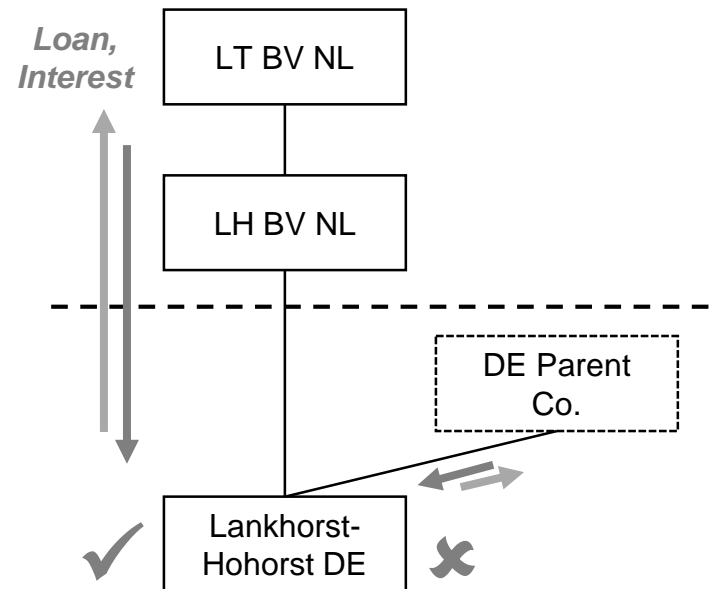 Loan,
Interest
LT BV NL
LH BV NL
DE Parent
Co.
Lankhorst-
Hohorst DE